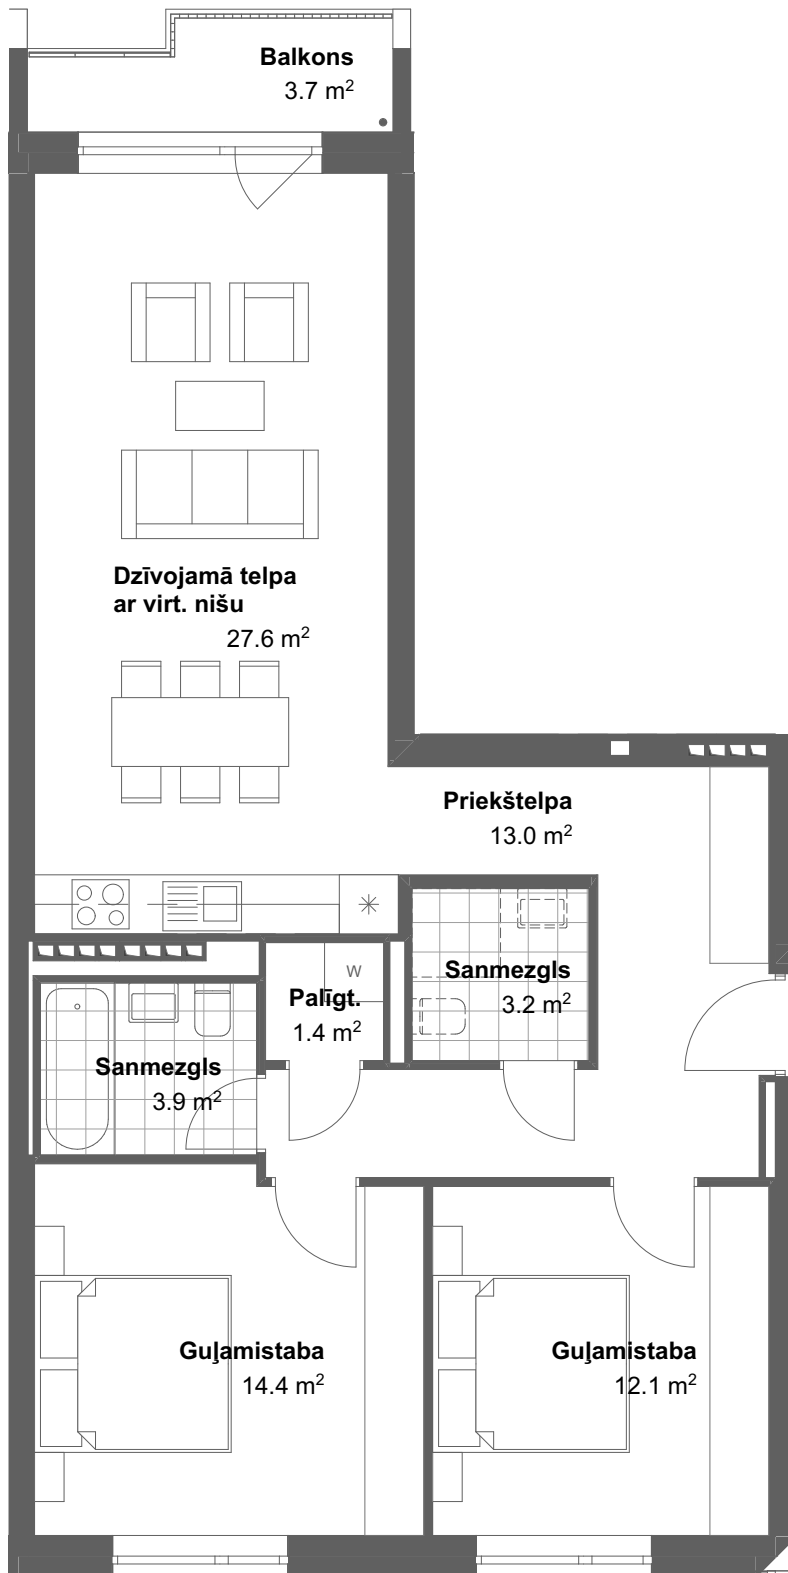 Balkons
3.7 m²
Dzīvojamā telpa
ar virt. nišu
27.6 m²
Priekštelpa
13.0 m²
Sanmezgls
3.2 m²
W
Palīgt.
1.4 m²
Sanmezgls
3.9 m²
Guļamistaba
14.4 m²
Guļamistaba
12.1 m²